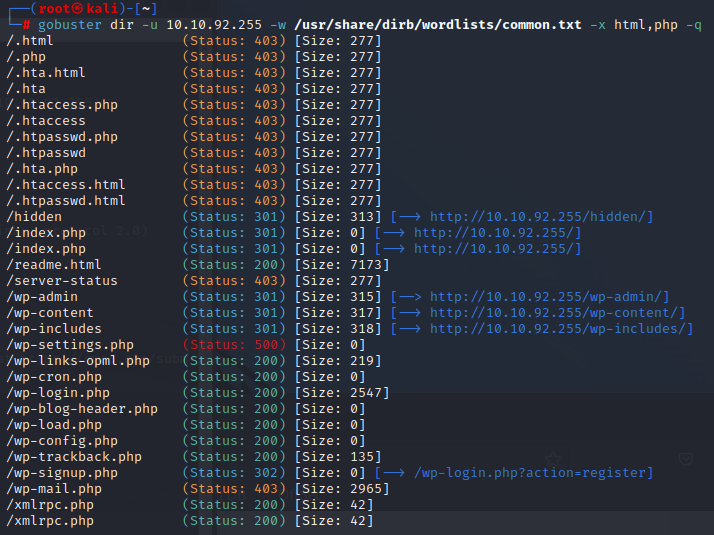 ┌──(root㉿kali)-[~]
└─# gobuster dir -u 10.10.92.255 -w /usr/share/dirb/wordlists/common.txt -x html,php -q
/.html (Status: 403) [Size: 277]
/.php (Status: 403) [Size: 277]
/.hta.html (Status: 403) [Size: 277]
/.hta (Status: 403) [Size: 277]
/.htaccess.php (Status: 403) [Size: 277]
/.htaccess (Status: 403) [Size: 277]
/.htpasswd.php (Status: 403) [Size: 277]
/.htpasswd (Status: 403) [Size: 277]
/.hta.php (Status: 403) [Size: 277]
/.htaccess.html (Status: 403) [Size: 277]
/.htpasswd.html (Status: 403) [Size: 277]
/hidden (Status: 301) [Size: 313] [--> http://10.10.92.255/hidden/]
/index.php (Status: 301) [Size: 0] [--> http://10.10.92.255/]
/index.php (Status: 301) [Size: 0] [--> http://10.10.92.255/]
/readme.html (Status: 200) [Size: 7173]
/server-status (Status: 403) [Size: 277]
/wp-admin (Status: 301) [Size: 315] [--> http://10.10.92.255/wp-admin/]
/wp-content (Status: 301) [Size: 317] [--> http://10.10.92.255/wp-content/]
/wp-includes (Status: 301) [Size: 318] [--> http://10.10.92.255/wp-includes/]
/wp-settings.php (Status: 500) [Size: 0]
/wp-links-opml.php (Status: 200) [Size: 219]
/wp-cron.php (Status: 200) [Size: 0]
/wp-login.php (Status: 200) [Size: 2547]
/wp-blog-header.php (Status: 200) [Size: 0]
/wp-load.php (Status: 200) [Size: 0]
/wp-config.php (Status: 200) [Size: 0]
/wp-trackback.php (Status: 200) [Size: 135]
/wp-signup.php (Status: 302) [Size: 0] [--> /wp-login.php?action=register]
/wp-mail.php (Status: 403) [Size: 2965]
/xmlrpc.php (Status: 200) [Size: 42]
/xmlrpc.php (Status: 200) [Size: 42]